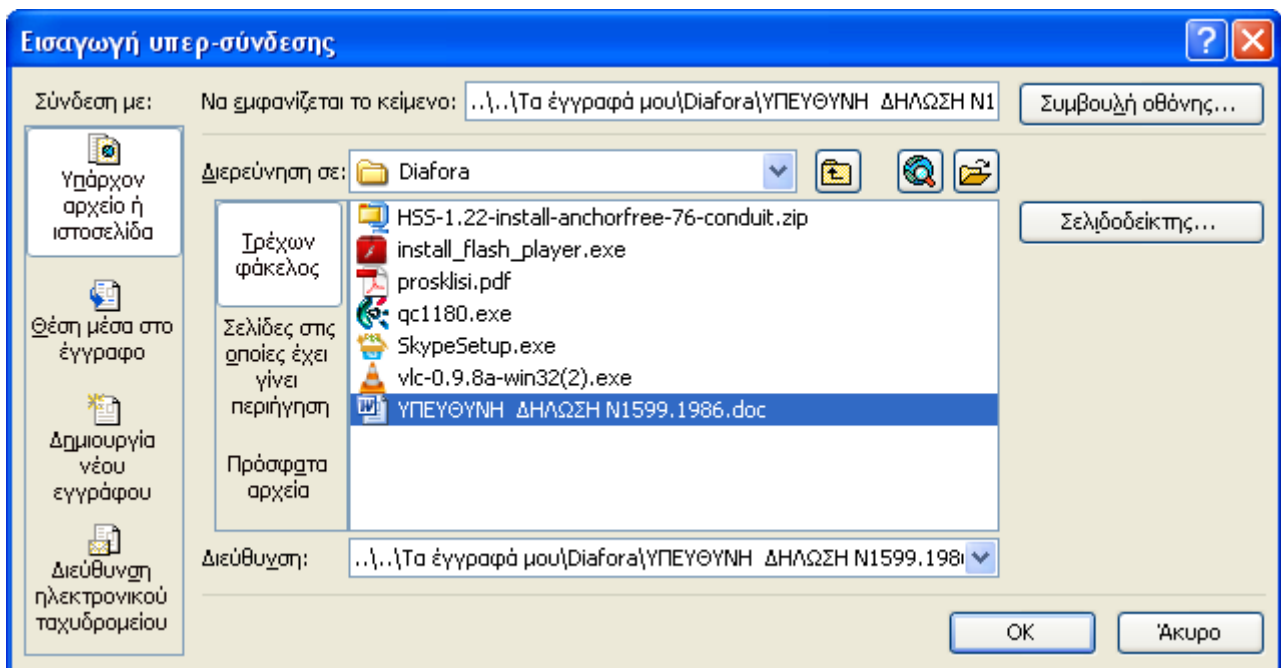 Εισαγωγή υπερ-σύνδεσης
Σύνδεση με:
Να εμφανίζεται το κείμενο:
..\..\Τα έγγραφά μου\Diafora\ΥΠΕΥΘΥΝΗ  ΔΗΛΩΣΗ Ν1
Συμβουλή οθόνης...
Υπάρχον
αρχείο ή
ιστοσελίδα
Θέση μέσα στο
έγγραφο
Δημιουργία
νέου
εγγράφου
Διεύθυνση
ηλεκτρονικού
ταχυδρομείου
Διερεύνηση σε:
Diafora
Τρέχων
φάκελος
Σελίδες στις
οποίες έχει
γίνει
περιήγηση
Πρόσφατα
αρχεία
HSS-1.22-install-anchorfree-76-conduit.zip
install_flash_player.exe
prosklisi.pdf
qc1180.exe
SkypeSetup.exe
vlc-0.9.8a-win32(2).exe
ΥΠΕΥΘΥΝΗ  ΔΗΛΩΣΗ Ν1599.1986.doc
Σελιδοδείκτης...
Διεύθυνση:
..\..\Τα έγγραφά μου\Diafora\ΥΠΕΥΘΥΝΗ  ΔΗΛΩΣΗ Ν1599.198
OK
Άκυρο